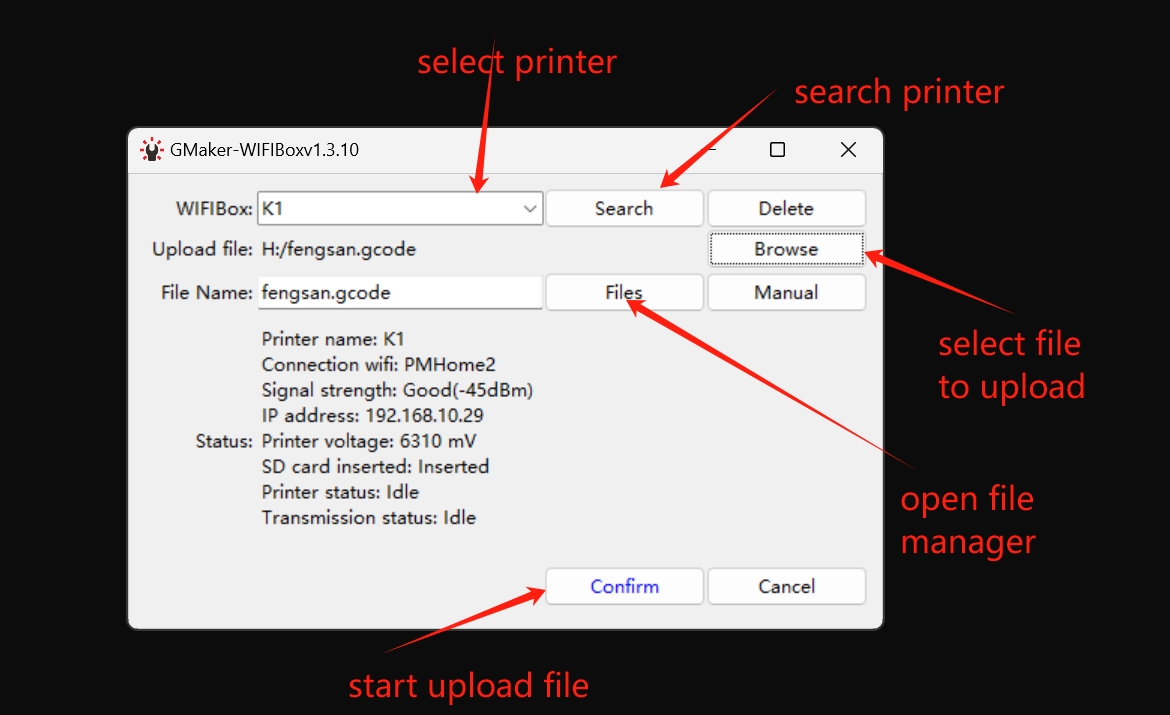 select printer
search printer
GMaker-WIFIBoxv1.3.10
WIFIBox: K1 Search Delete
Upload file: H:/fengsan.gcode Browse
File Name: fengsan.gcode Files Manual
select file
to upload
Printer name: K1
Connection wifi: PMHome2
Signal strength: Good(-45dBm)
IP address: 192.168.10.29
Status: Printer voltage: 6310 mV
SD card inserted: Inserted
Printer status: Idle
Transmission status: Idle
open file
manager
Confirm Cancel
start upload file